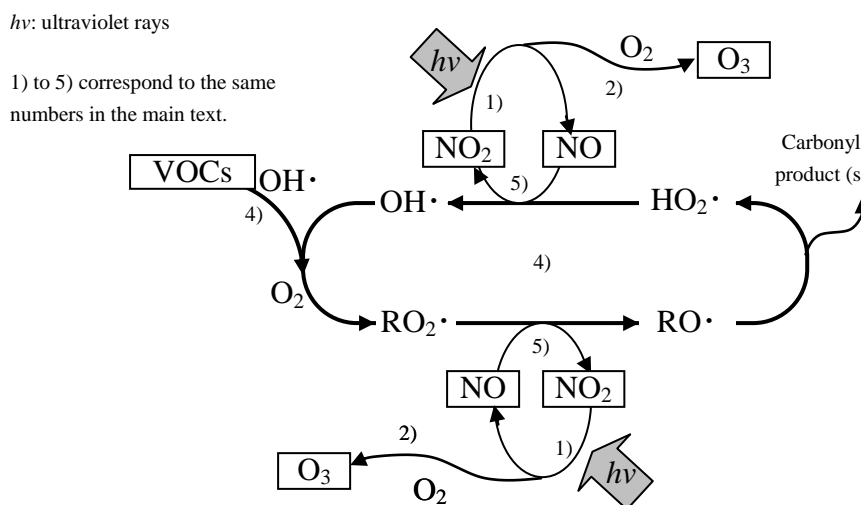 hv: ultraviolet rays
1) to 5) correspond to the same
numbers in the main text.
hv
1)
O₂
2)
O₃
NO₂
NO
5)
Carbonyl
product (s
VOCs
OH·
4)
OH·
HO₂·
4)
O₂
RO₂·
RO·
5)
NO
NO₂
2)
1)
O₃
O₂
hv